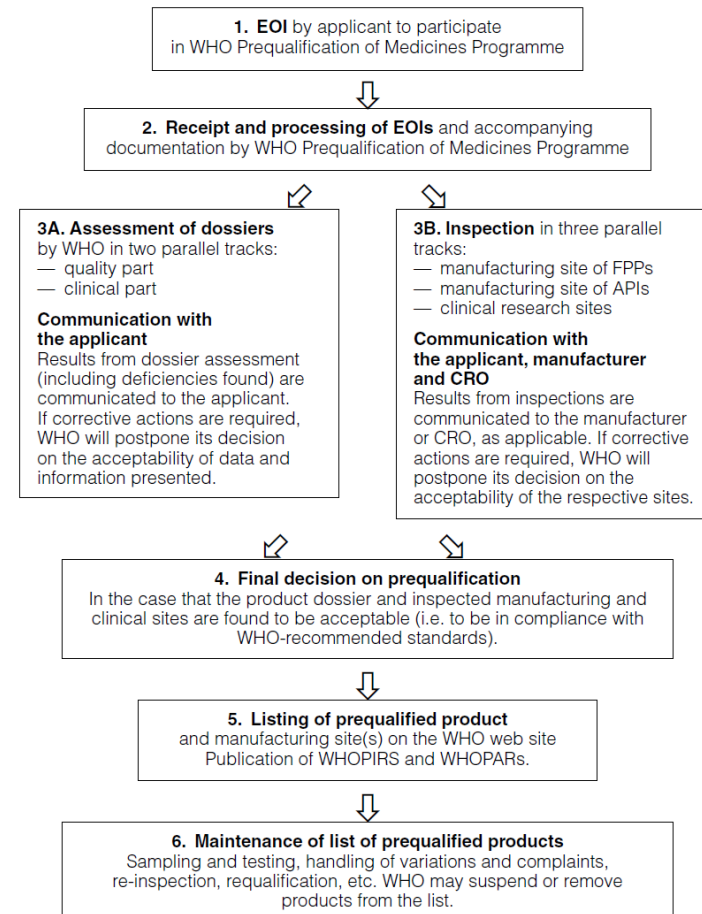 1. EOI by applicant to participate
in WHO Prequalification of Medicines Programme
2. Receipt and processing of EOIs and accompanying
documentation by WHO Prequalification of Medicines Programme
3A. Assessment of dossiers
by WHO in two parallel tracks:
— quality part
— clinical part
Communication with
the applicant
Results from dossier assessment
(including deficiencies found) are
communicated to the applicant.
If corrective actions are required,
WHO will postpone its decision
on the acceptability of data and
information presented.
3B. Inspection in three parallel
tracks:
— manufacturing site of FPPs
— manufacturing site of APIs
— clinical research sites
Communication with
the applicant, manufacturer
and CRO
Results from inspections are
communicated to the manufacturer
or CRO, as applicable. If corrective
actions are required, WHO will
postpone its decision on the
acceptability of the respective sites.
4. Final decision on prequalification
In the case that the product dossier and inspected manufacturing and
clinical sites are found to be acceptable (i.e. to be in compliance with
WHO-recommended standards).
5. Listing of prequalified product
and manufacturing site(s) on the WHO web site
Publication of WHOPIRS and WHOPARs.
6. Maintenance of list of prequalified products
Sampling and testing, handling of variations and complaints,
re-inspection, requalification, etc. WHO may suspend or remove
products from the list.